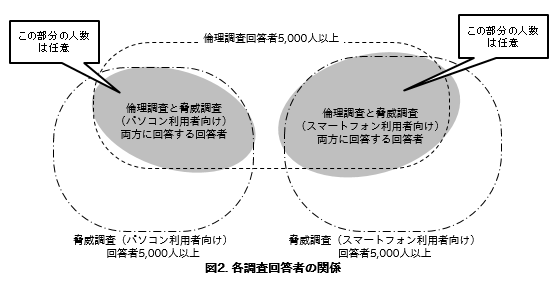 この部分の人数
は任意
この部分の人数
は任意
倫理調査回答者5,000人以上
倫理調査と脅威調査
（パソコン利用者向け）
両方に回答する回答者
倫理調査と脅威調査
（スマートフォン利用者向け）
両方に回答する回答者
脅威調査（パソコン利用者向け）
回答者5,000人以上
脅威調査（スマートフォン利用者向け）
回答者5,000人以上
図2. 各調査回答者の関係